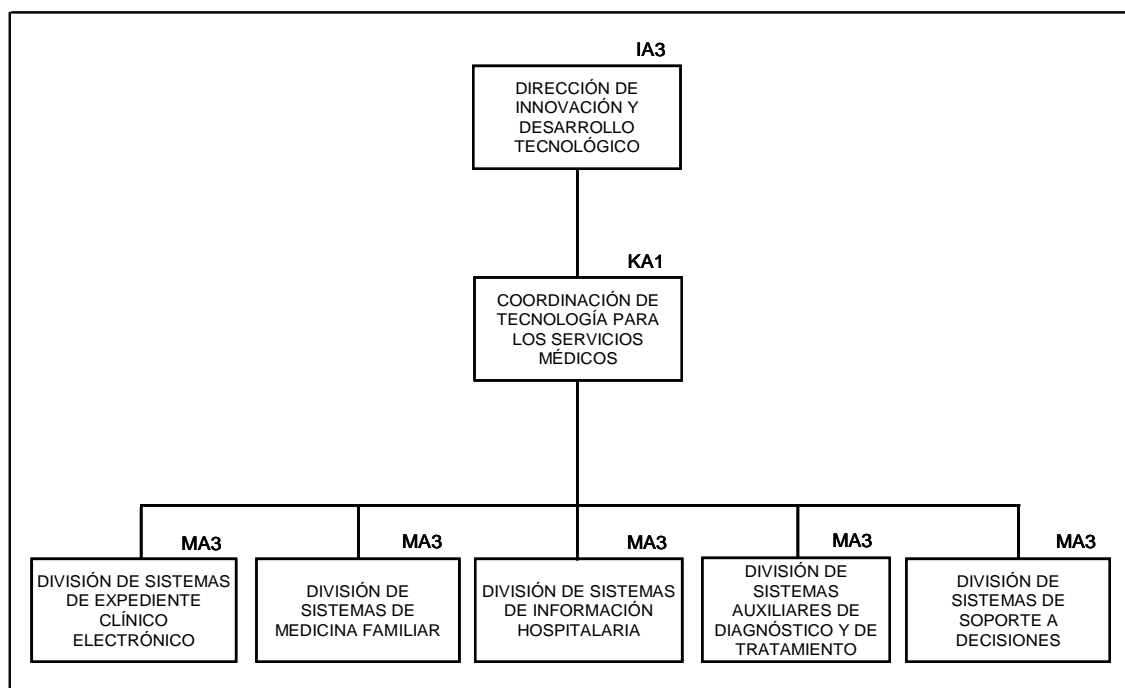 IA3
DIRECCIÓN DE
INNOVACIÓN Y
DESARROLLO
TECNOLÓGICO
KA1
COORDINACIÓN DE
TECNOLOGÍA PARA
LOS SERVICIOS
MÉDICOS
MA3
DIVISIÓN DE SISTEMAS
DE EXPEDIENTE
CLÍNICO
ELECTRÓNICO
MA3
DIVISIÓN DE
SISTEMAS DE
MEDICINA FAMILIAR
MA3
DIVISIÓN DE SISTEMAS
DE INFORMACIÓN
HOSPITALARIA
MA3
DIVISIÓN DE
SISTEMAS
AUXILIARES DE
DIAGNÓSTICO Y DE
TRATAMIENTO
MA3
DIVISIÓN DE
SISTEMAS DE
SOPORTE A
DECISIONES